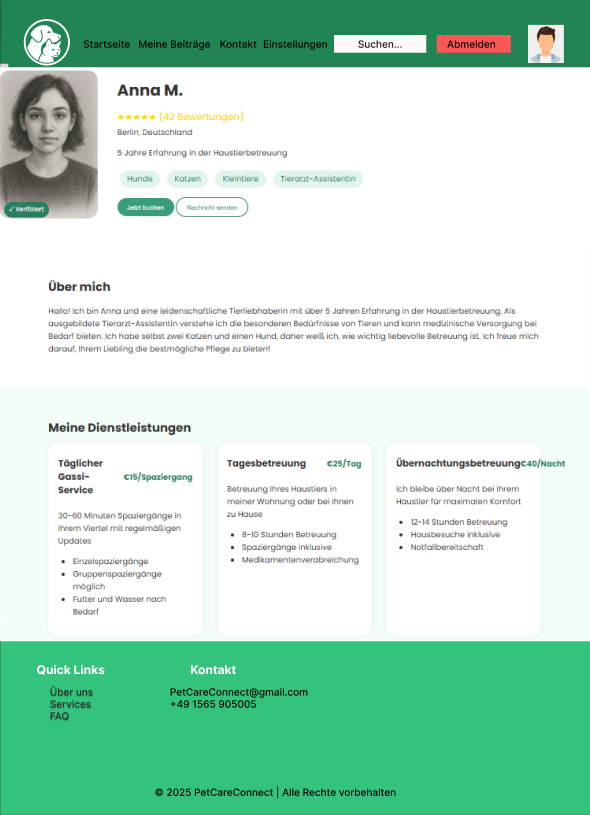 Startseite Meine Beiträge Kontakt Einstellungen Suchen... Abmelden
Anna M.
★★★★★ (42 Bewertungen)
Berlin, Deutschland
5 Jahre Erfahrung in der Haustierbetreuung
Hunde Katzen Kleintiere Tierarzt-Assistentin
✓ Verifiziert
Jetzt buchen Nachricht senden
Über mich
Hallo! Ich bin Anna und eine leidenschaftliche Tierliebhaberin mit über 5 Jahren Erfahrung in der Haustierbetreuung. Als
ausgebildete Tierarzt-Assistentin verstehe ich die besonderen Bedürfnisse von Tieren und kann medizinische Versorgung bei
Bedarf bieten. Ich habe selbst zwei Katzen und einen Hund, daher weiß ich, wie wichtig liebevolle Betreuung ist. Ich freue mich
darauf, Ihrem Liebling die bestmögliche Pflege zu bieten!
Meine Dienstleistungen
Täglicher
Gassi-
Service
€15/Spaziergang
30-60 Minuten Spaziergänge in
Ihrem Viertel mit regelmäßigen
Updates
• Einzelspaziergänge
• Gruppenspaziergänge
möglich
• Futter und Wasser nach
Bedarf
Tagesbetreuung €25/Tag
Betreuung Ihres Haustiers in
meiner Wohnung oder bei Ihnen
zu Hause
• 8-10 Stunden Betreuung
• Spaziergänge inklusive
• Medikamentenverabreichung
Übernachtungsbetreuung€40/Nacht
Ich bleibe über Nacht bei Ihrem
Haustier für maximalen Komfort
• 12-14 Stunden Betreuung
• Hausbesuche inklusive
• Notfallbereitschaft
Quick Links
Über uns
Services
FAQ
Kontakt
PetCareConnect@gmail.com
+49 1565 905005
© 2025 PetCareConnect | Alle Rechte vorbehalten